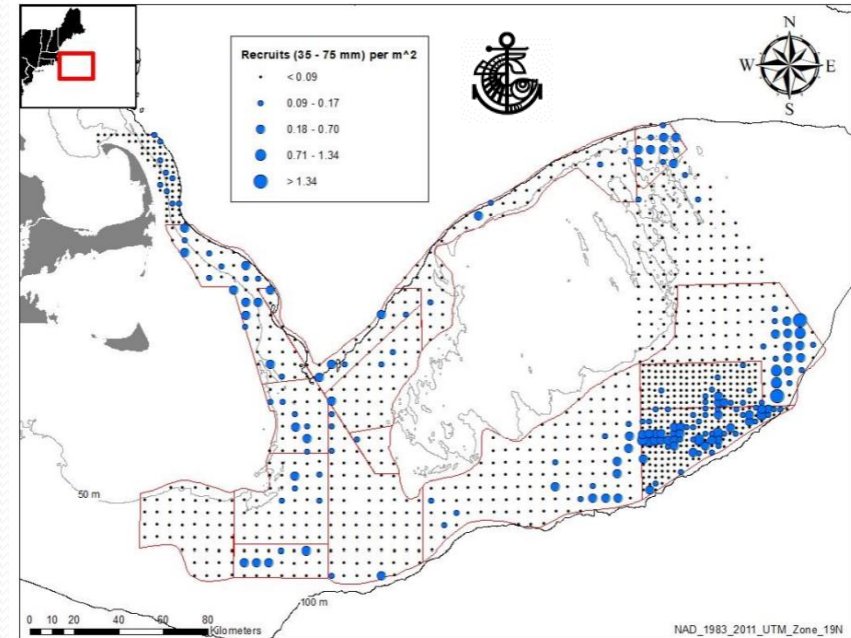 Recruits (35 - 75 mm) per m^2
< 0.09
0.09 - 0.17
0.18 - 0.70
0.71 - 1.34
> 1.34
N
W E
S
50 m
100 m
0 10 20 40 60 80
Kilometers
NAD_1983_2011_UTM_Zone_19N